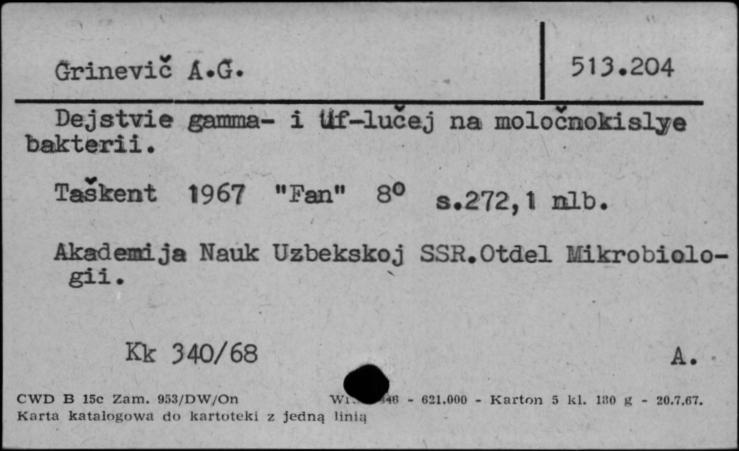 Grinevič A.G.
513.204
Dejstvie gamma- i Uf-lučej na moločnokislye
bakterii.
Taškent 1967 "Fan" 8° s.272,1 nlb.
Akademija Nauk Uzbekskoj SSR.Otdel Mikrobiolo-
gii.
Kk 340/68
A.
CWD B 15c Zam. 953/DW/On - 621.000 - Karton 5 kl. 180 g - 20.7.67.
Karta katalogowa do kartoteki z jedną linią